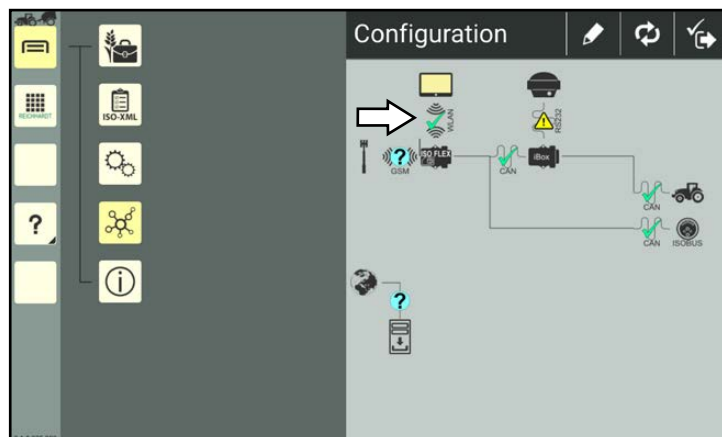 Configuration
REICHHARDT
ISO-XML
?
WLAN
RS232
?
GSM
ISO FLEX
CAN
iBox
CAN
CAN
ISOBUS
?